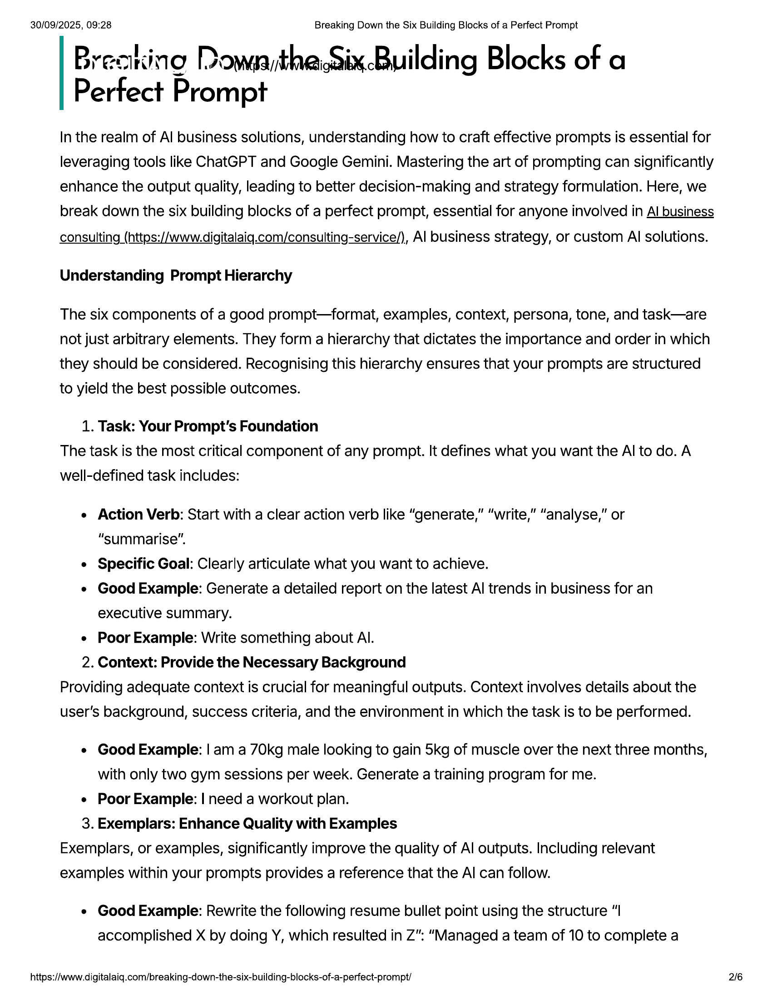 30/09/2025, 09:28
Breaking Down the Six Building Blocks of a Perfect Prompt
Breaking Down the Six Building Blocks of a
(https://www.digitalaiq.com)
Perfect Prompt
In the realm of AI business solutions, understanding how to craft effective prompts is essential for
leveraging tools like ChatGPT and Google Gemini. Mastering the art of prompting can significantly
enhance the output quality, leading to better decision-making and strategy formulation. Here, we
break down the six building blocks of a perfect prompt, essential for anyone involved in AI business
consulting (https://www.digitalaiq.com/consulting-service/), AI business strategy, or custom AI solutions.
Understanding  Prompt Hierarchy
The six components of a good prompt—format, examples, context, persona, tone, and task—are
not just arbitrary elements. They form a hierarchy that dictates the importance and order in which
they should be considered. Recognising this hierarchy ensures that your prompts are structured
to yield the best possible outcomes.
1. Task: Your Prompt’s Foundation
The task is the most critical component of any prompt. It defines what you want the AI to do. A
well-defined task includes:
• Action Verb: Start with a clear action verb like “generate,” “write,” “analyse,” or
“summarise”.
• Specific Goal: Clearly articulate what you want to achieve.
• Good Example: Generate a detailed report on the latest AI trends in business for an
executive summary.
• Poor Example: Write something about AI.
2. Context: Provide the Necessary Background
Providing adequate context is crucial for meaningful outputs. Context involves details about the
user’s background, success criteria, and the environment in which the task is to be performed.
• Good Example: I am a 70kg male looking to gain 5kg of muscle over the next three months,
with only two gym sessions per week. Generate a training program for me.
• Poor Example: I need a workout plan.
3. Exemplars: Enhance Quality with Examples
Exemplars, or examples, significantly improve the quality of AI outputs. Including relevant
examples within your prompts provides a reference that the AI can follow.
• Good Example: Rewrite the following resume bullet point using the structure “I
accomplished X by doing Y, which resulted in Z”: “Managed a team of 10 to complete a
https://www.digitalaiq.com/breaking-down-the-six-building-blocks-of-a-perfect-prompt/
2/6